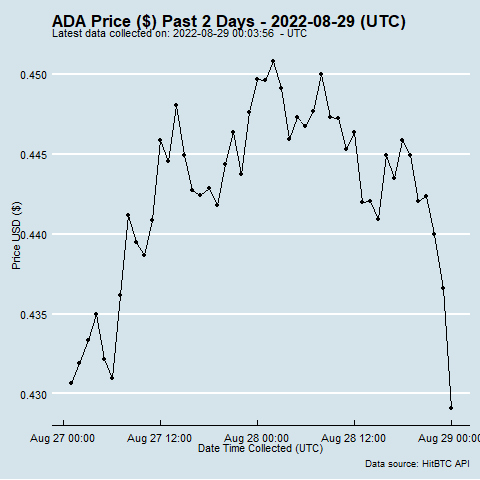 ADA Price ($) Past 2 Days - 2022-08-29 (UTC)
Latest data collected on: 2022-08-29 00:03:56 - UTC
0.450
0.445
0.440
0.435
0.430
Price USD ($)
Aug 27 00:00 Aug 27 12:00 Aug 28 00:00 Aug 28 12:00 Aug 29 00:00
Date Time Collected (UTC)
Data source: HitBTC API